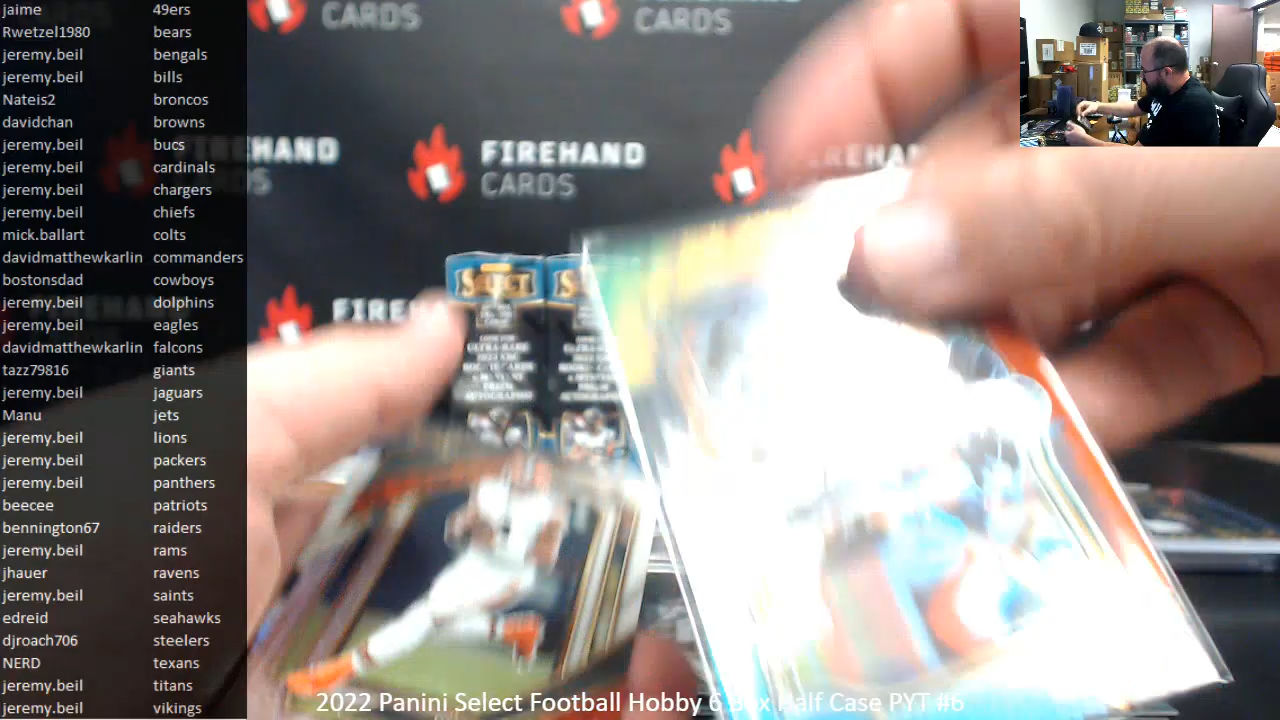 jaime 49ers
Rwetzel1980 bears
jeremy.beil bengals
jeremy.beil bills
Nateis2 broncos
davidchan browns
jeremy.beil bucs
jeremy.beil cardinals
jeremy.beil chargers
jeremy.beil chiefs
mick.ballart colts
davidmatthewkarlin commanders
bostonsdad cowboys
jeremy.beil dolphins
jeremy.beil eagles
davidmatthewkarlin falcons
tazz79816 giants
jeremy.beil jaguars
Manu jets
jeremy.beil lions
jeremy.beil packers
jeremy.beil panthers
beecee patriots
bennington67 raiders
jeremy.beil rams
jhauer ravens
jeremy.beil saints
edreid seahawks
djroach706 steelers
NERD texans
jeremy.beil titans
jeremy.beil vikings
FIREHAND
CARDS
CARDS
FIREHAND
CARDS
SELECT
2022 Panini Select Football Hobby 6 Box Half Case PYT #6